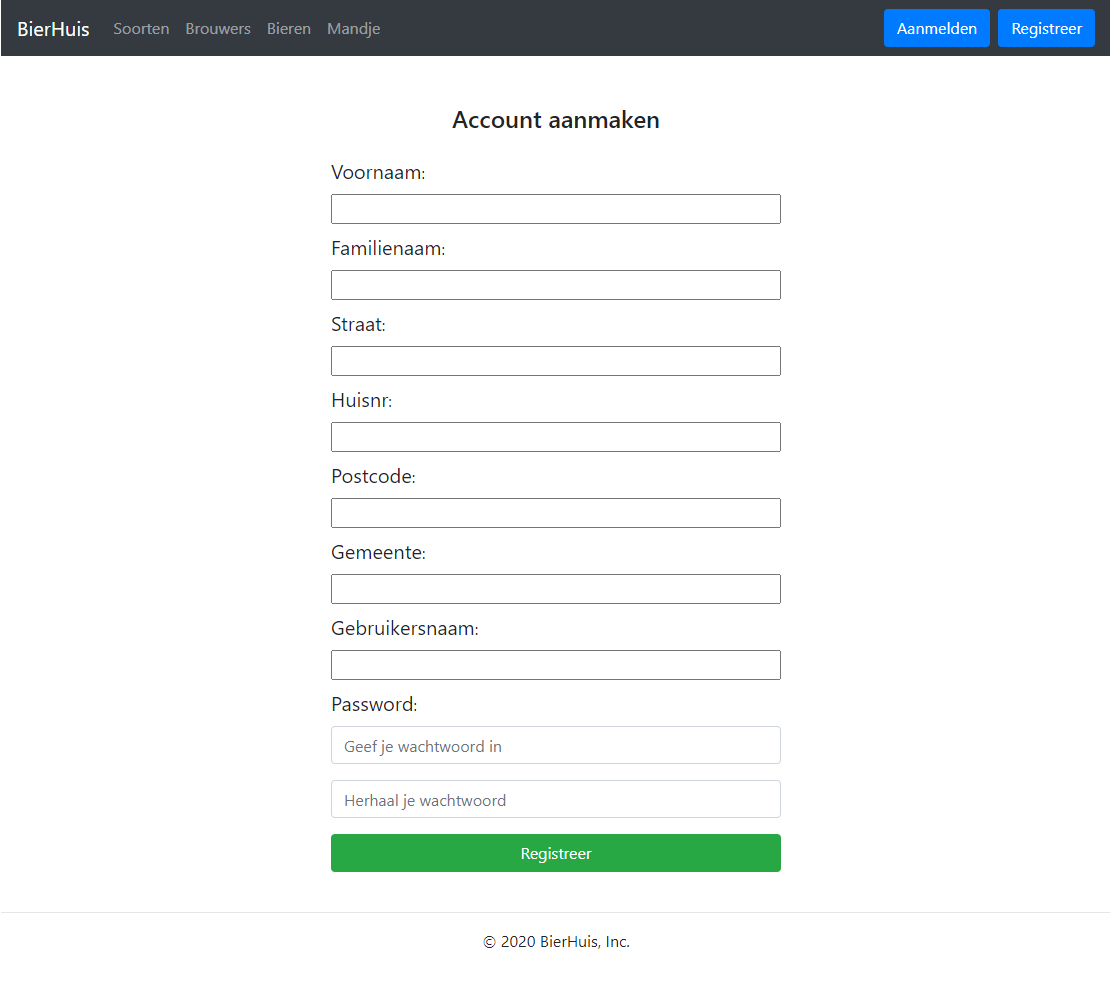 BierHuis Soorten Brouwers Bieren Mandje Aanmelden Registreer
Account aanmaken
Voornaam:
Familienaam:
Straat:
Huisnr:
Postcode:
Gemeente:
Gebruikersnaam:
Password:
Geef je wachtwoord in
Herhaal je wachtwoord
Registreer
© 2020 BierHuis, Inc.